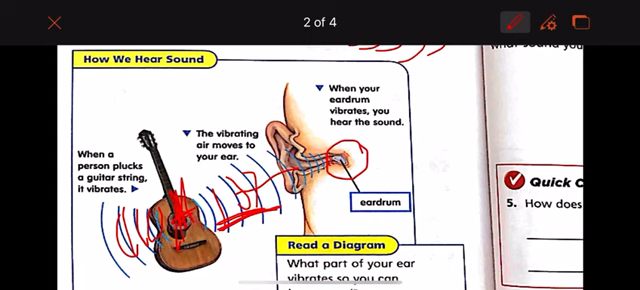 2 of 4
How We Hear Sound
When your
eardrum
vibrates, you
hear the sound.
The vibrating
air moves to
your ear.
When a
person plucks
a guitar string,
it vibrates.
eardrum
Read a Diagram
What part of your ear
vibrates so you can
Quick C
5. How does